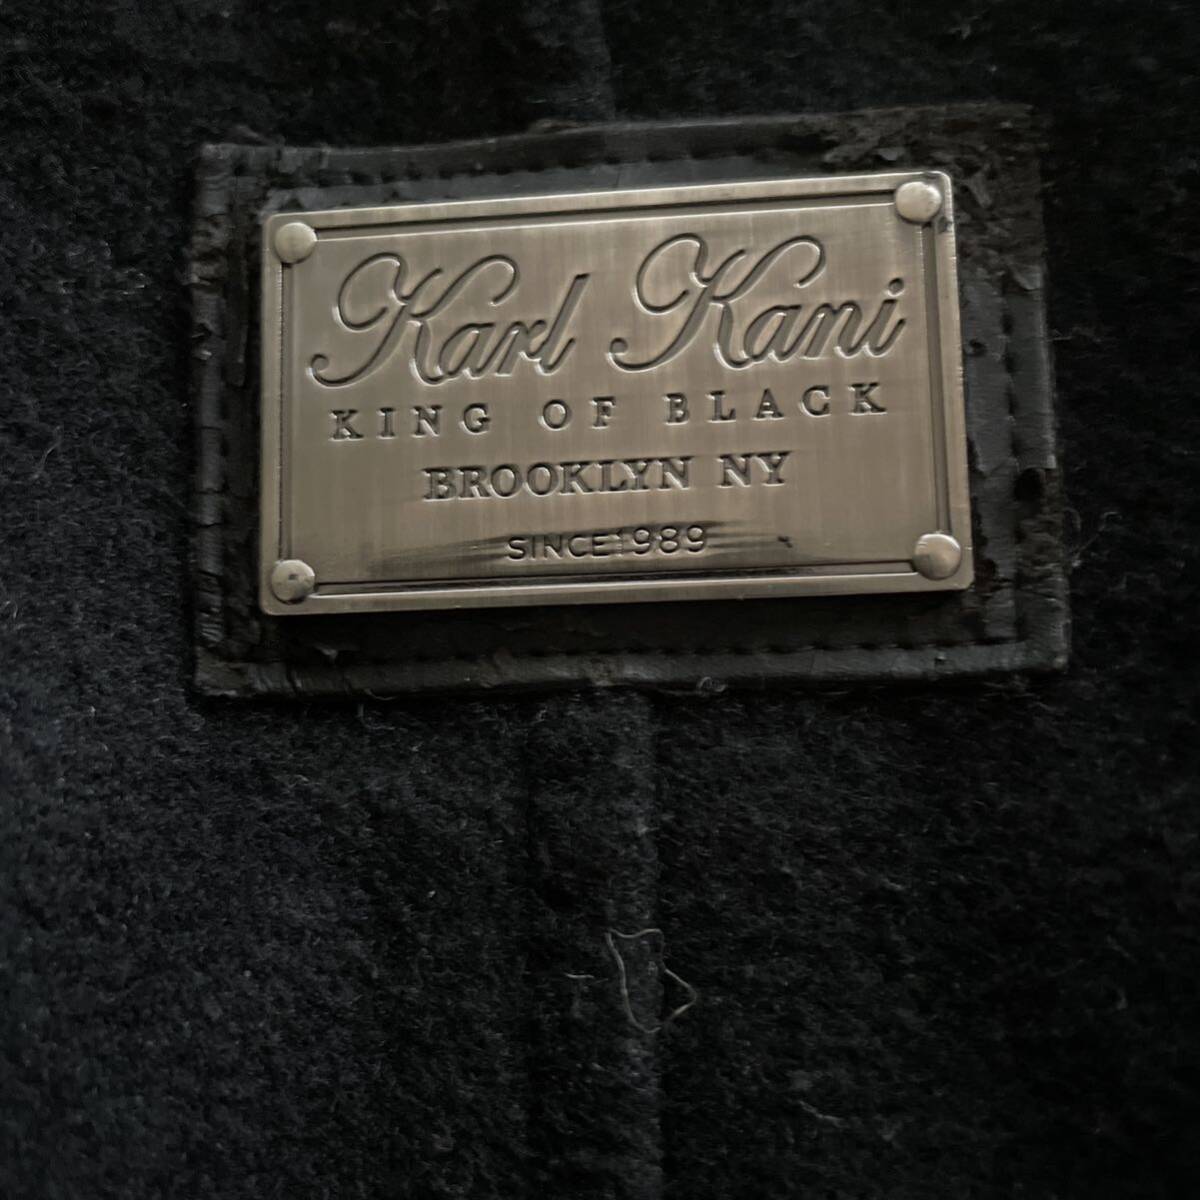 Karl Kani
KING OF BLACK
BROOKLYN NY
SINCE 1989